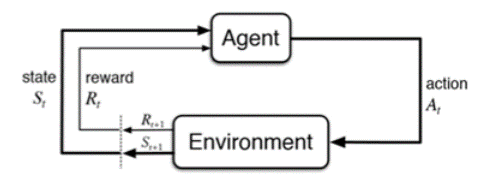 Agent
state
S_t
reward
R_t
action
A_t
R_{t+1}
S_{t+1}
Environment